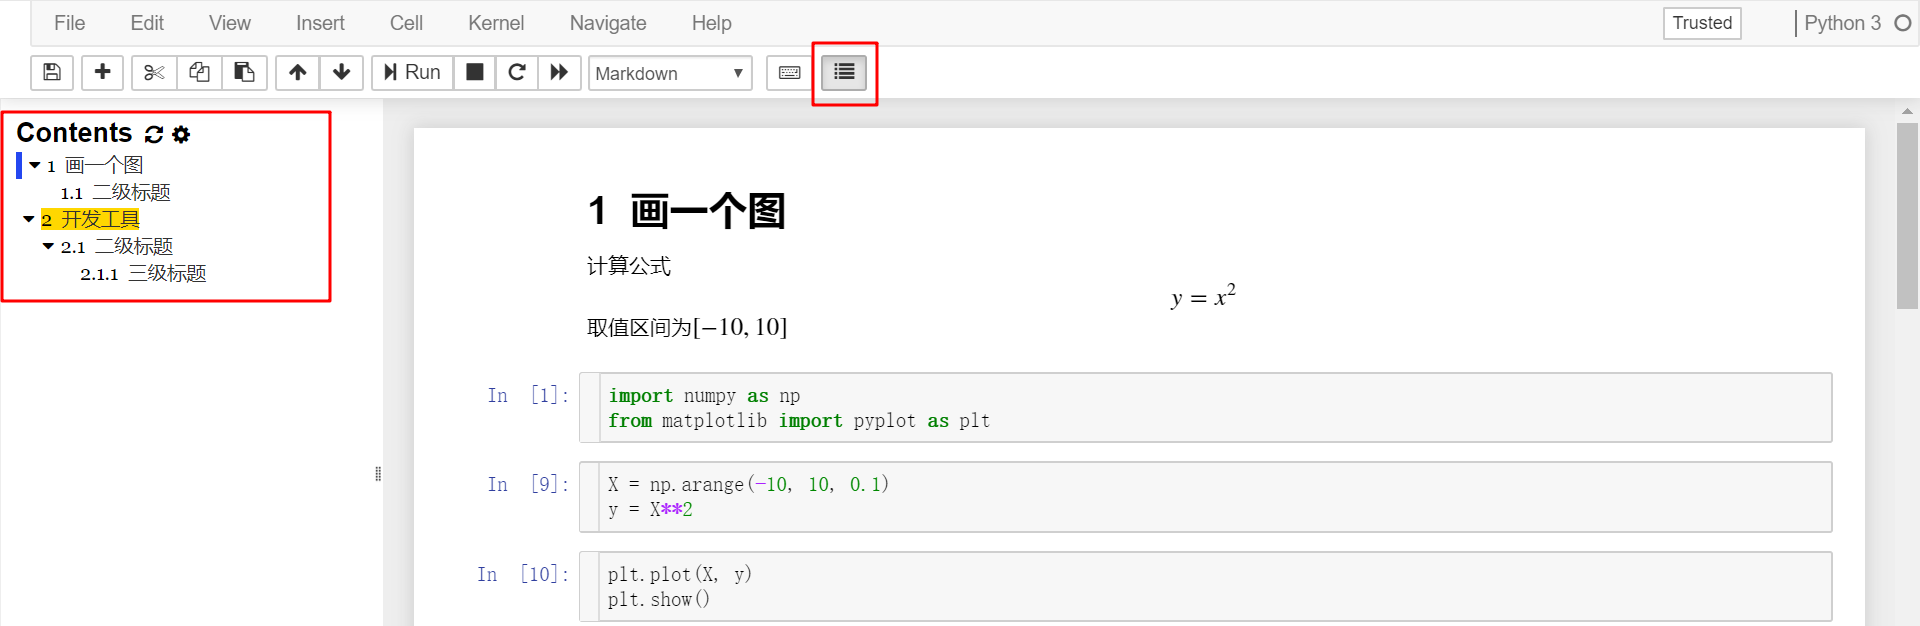 File Edit View Insert Cell Kernel Navigate Help Trusted Python 3
Run Markdown
Contents
1 画一个图
1.1 二级标题
2 开发工具
2.1 二级标题
2.1.1 三级标题
1 画一个图
计算公式
y = x²
取值区间为[−10, 10]
In [1]:
import numpy as np
from matplotlib import pyplot as plt
In [9]:
X = np.arange(-10, 10, 0.1)
y = X**2
In [10]:
plt.plot(X, y)
plt.show()